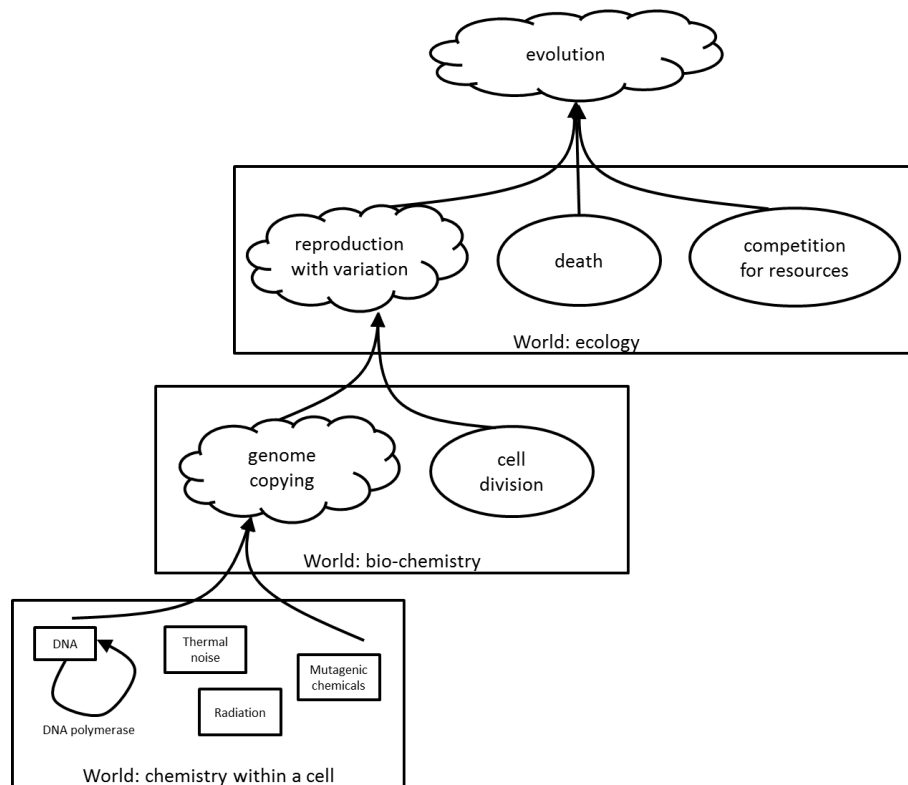 evolution
reproduction
with variation
death
competition
for resources
World: ecology
genome
copying
cell
division
World: bio-chemistry
DNA
Thermal
noise
Mutagenic
chemicals
Radiation
DNA polymerase
World: chemistry within a cell